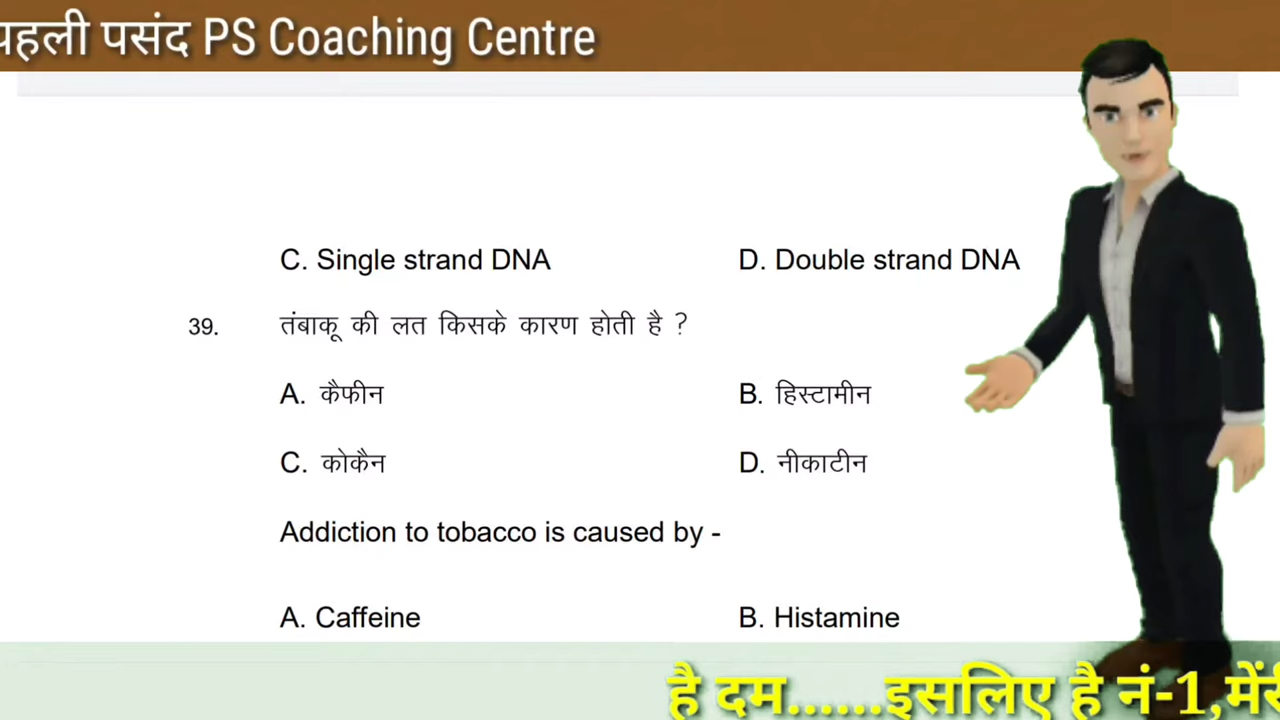 पहली पसंद PS Coaching Centre
C. Single strand DNA D. Double strand DNA
39. तंबाकू की लत किसके कारण होती है ?
A. कैफीन B. हिस्टामीन
C. कोकैन D. नीकाटीन
Addiction to tobacco is caused by -
A. Caffeine B. Histamine
है दम......इसलिए है नं-1,